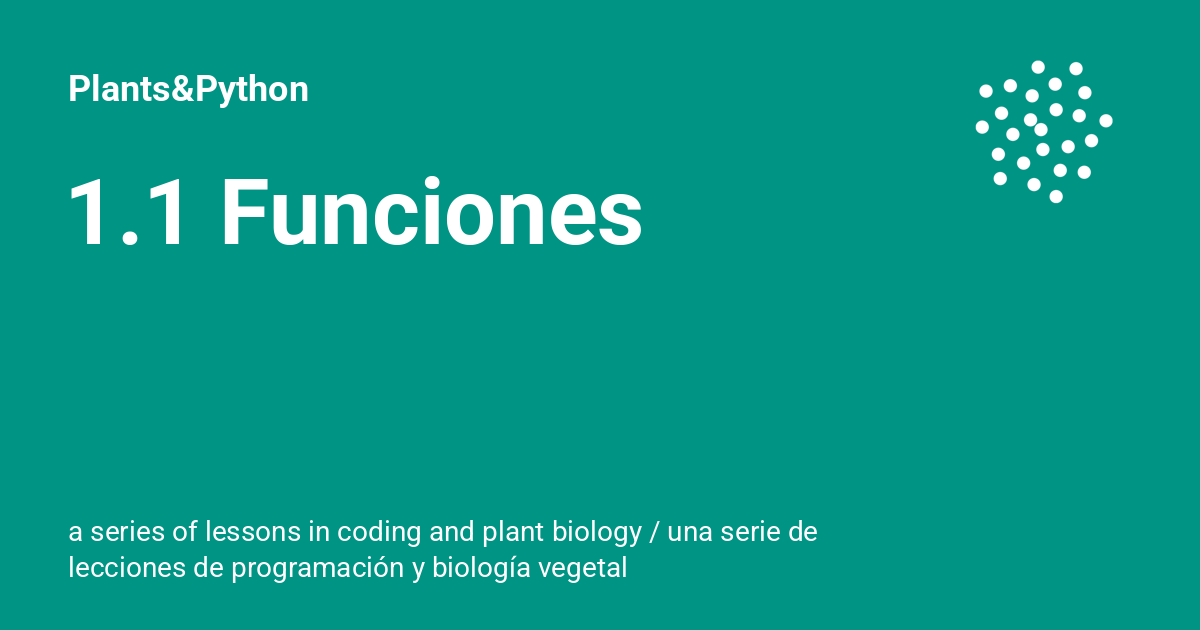 Plants&Python
1.1 Funciones
a series of lessons in coding and plant biology / una serie de
lecciones de programación y biología vegetal